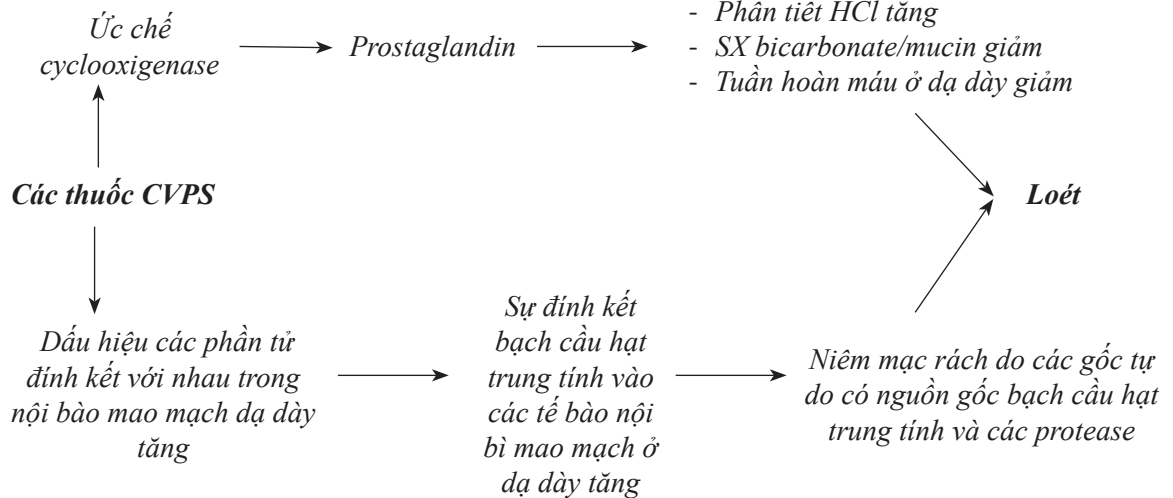 Ức chế
cyclooxigenase
Prostaglandin
- Phân tiêt HCl tăng
- SX bicarbonate/mucin giảm
- Tuần hoàn máu ở dạ dày giảm
Các thuốc CVPS
Loét
Dấu hiệu các phần tử
đính kết với nhau trong
nội bào mao mạch dạ dày
tăng
Sự đính kết
bạch cầu hạt
trung tính vào
các tế bào nội
bì mao mạch ở
dạ dày tăng
Niêm mạc rách do các gốc tự
do có nguồn gốc bạch cầu hạt
trung tính và các protease